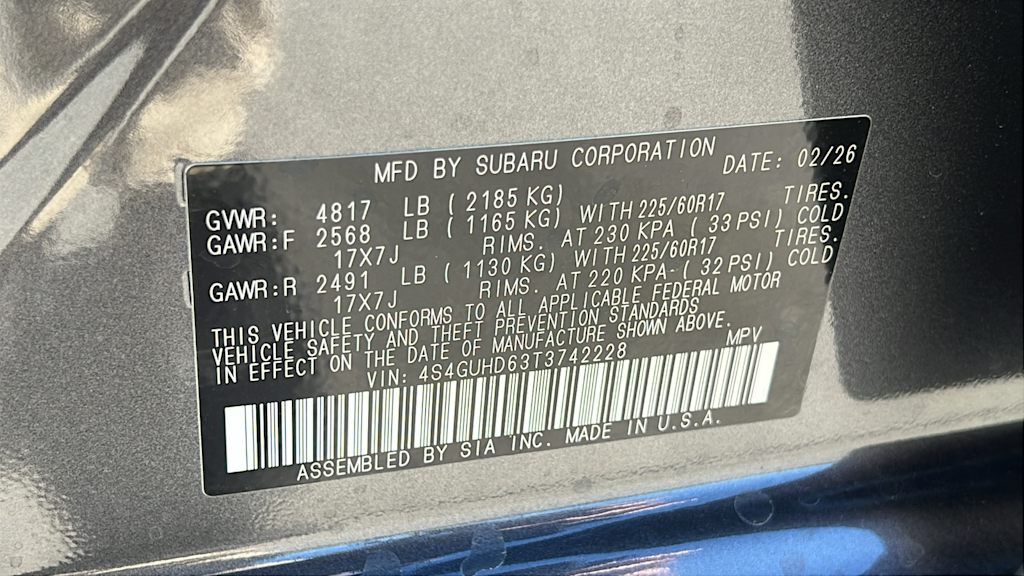 MFD BY SUBARU CORPORATION DATE: 02/26
GVWR: 4817 LB ( 2185 KG)
GAWR:F 2568 LB ( 1165 KG) WITH 225/60R17 TIRES.
17X7J RIMS. AT 230 KPA ( 33 PSI) COLD
GAWR:R 2491 LB ( 1130 KG) WITH 225/60R17 TIRES.
17X7J RIMS. AT 220 KPA ( 32 PSI) COLD
THIS VEHICLE CONFORMS TO ALL APPLICABLE FEDERAL MOTOR
VEHICLE SAFETY AND THEFT PREVENTION STANDARDS
IN EFFECT ON THE DATE OF MANUFACTURE SHOWN ABOVE.
VIN: 4S4GUHD63T3742228 MPV
ASSEMBLED BY SIA INC. MADE IN U.S.A.